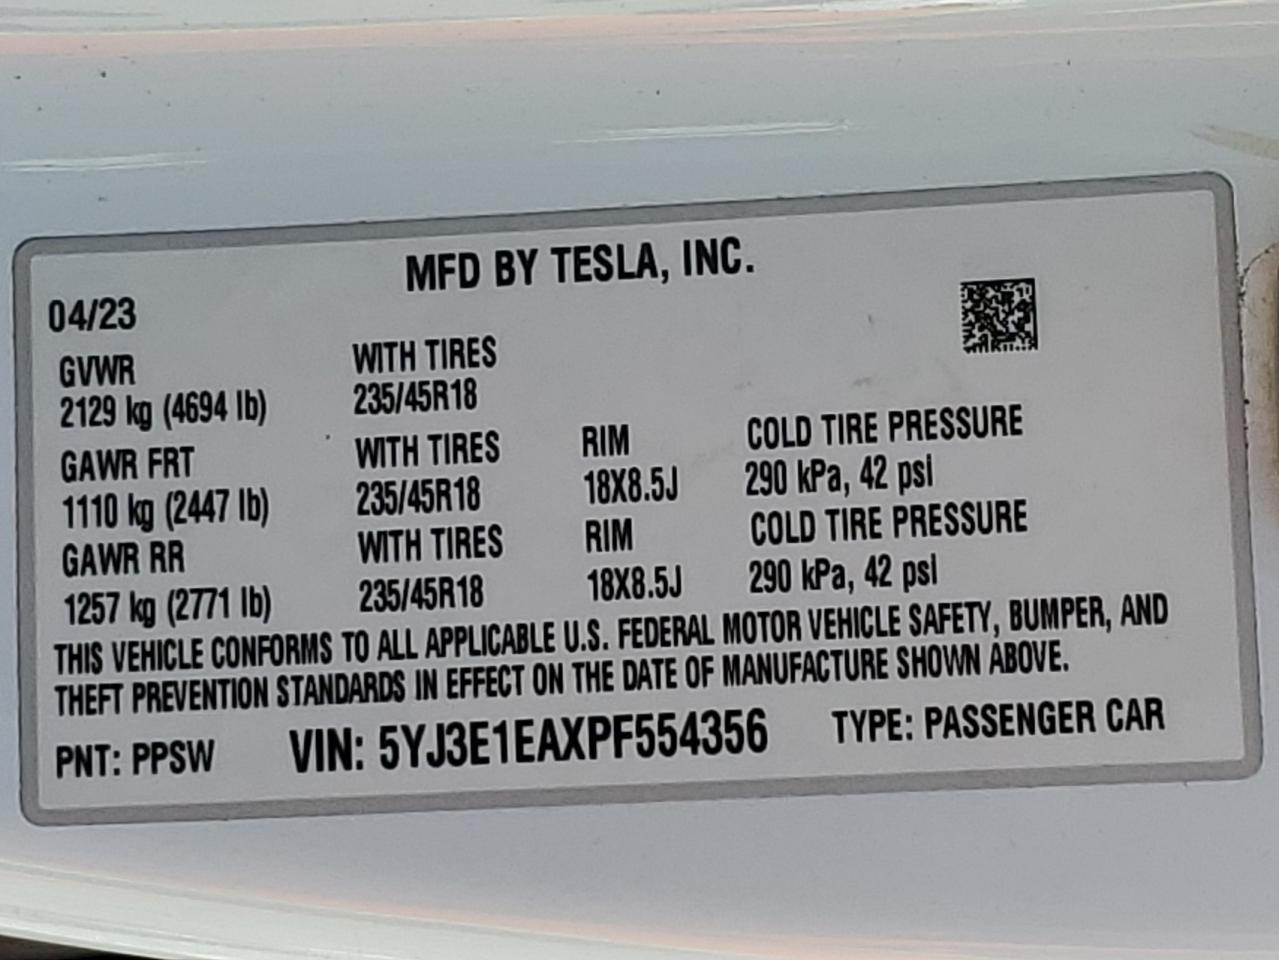 MFD BY TESLA, INC.
04/23
GVWR WITH TIRES
2129 kg (4694 lb) 235/45R18
GAWR FRT WITH TIRES RIM COLD TIRE PRESSURE
1110 kg (2447 lb) 235/45R18 18X8.5J 290 kPa, 42 psi
GAWR RR WITH TIRES RIM COLD TIRE PRESSURE
1257 kg (2771 lb) 235/45R18 18X8.5J 290 kPa, 42 psi
THIS VEHICLE CONFORMS TO ALL APPLICABLE U.S. FEDERAL MOTOR VEHICLE SAFETY, BUMPER, AND
THEFT PREVENTION STANDARDS IN EFFECT ON THE DATE OF MANUFACTURE SHOWN ABOVE.
PNT: PPSW VIN: 5YJ3E1EAXPF554356 TYPE: PASSENGER CAR